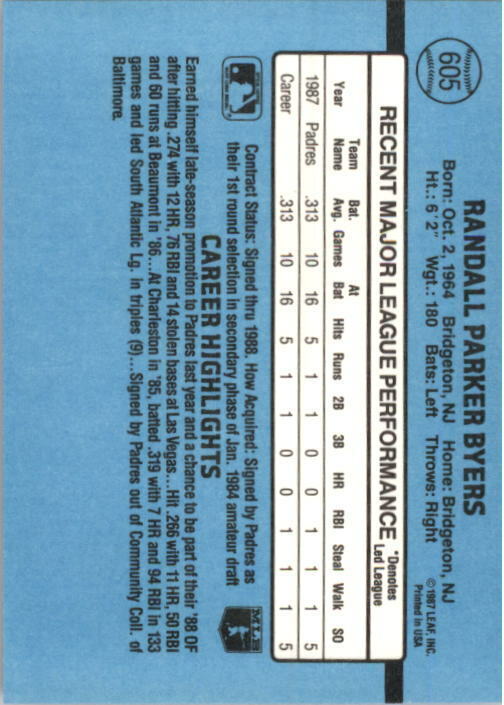 605
RANDALL PARKER BYERS
Born: Oct. 2, 1964 Bridgeton, NJ Home: Bridgeton, NJ
Ht.: 6'2" Wgt.: 180 Bats: Left Throws: Right
©1987 LEAF, INC.
Printed in USA
RECENT MAJOR LEAGUE PERFORMANCE *Denotes Led League
Year Team Name Bat. Avg. Games At Bat Hits Runs 2B 3B HR RBI Steal Walk SO
1987 Padres .313 10 16 5 1 1 0 0 1 1 1 5
Career .313 10 16 5 1 1 0 0 1 1 1 5
Contract Status: Signed thru 1988. How Acquired: Signed by Padres as
their 1st round selection in secondary phase of Jan. 1984 amateur draft
MLB
CAREER HIGHLIGHTS
Earned himself late-season promotion to Padres last year and a chance to be part of their '88 OF
after hitting .274 with 12 HR, 76 RBI and 14 stolen bases at Las Vegas...Hit .266 with 11 HR, 50 RBI
and 60 runs at Beaumont in '86...At Charleston in '85, batted .319 with 7 HR and 94 RBI in 133
games and led South Atlantic Lg. in triples (9)...Signed by Padres out of Community Coll. of
Baltimore.